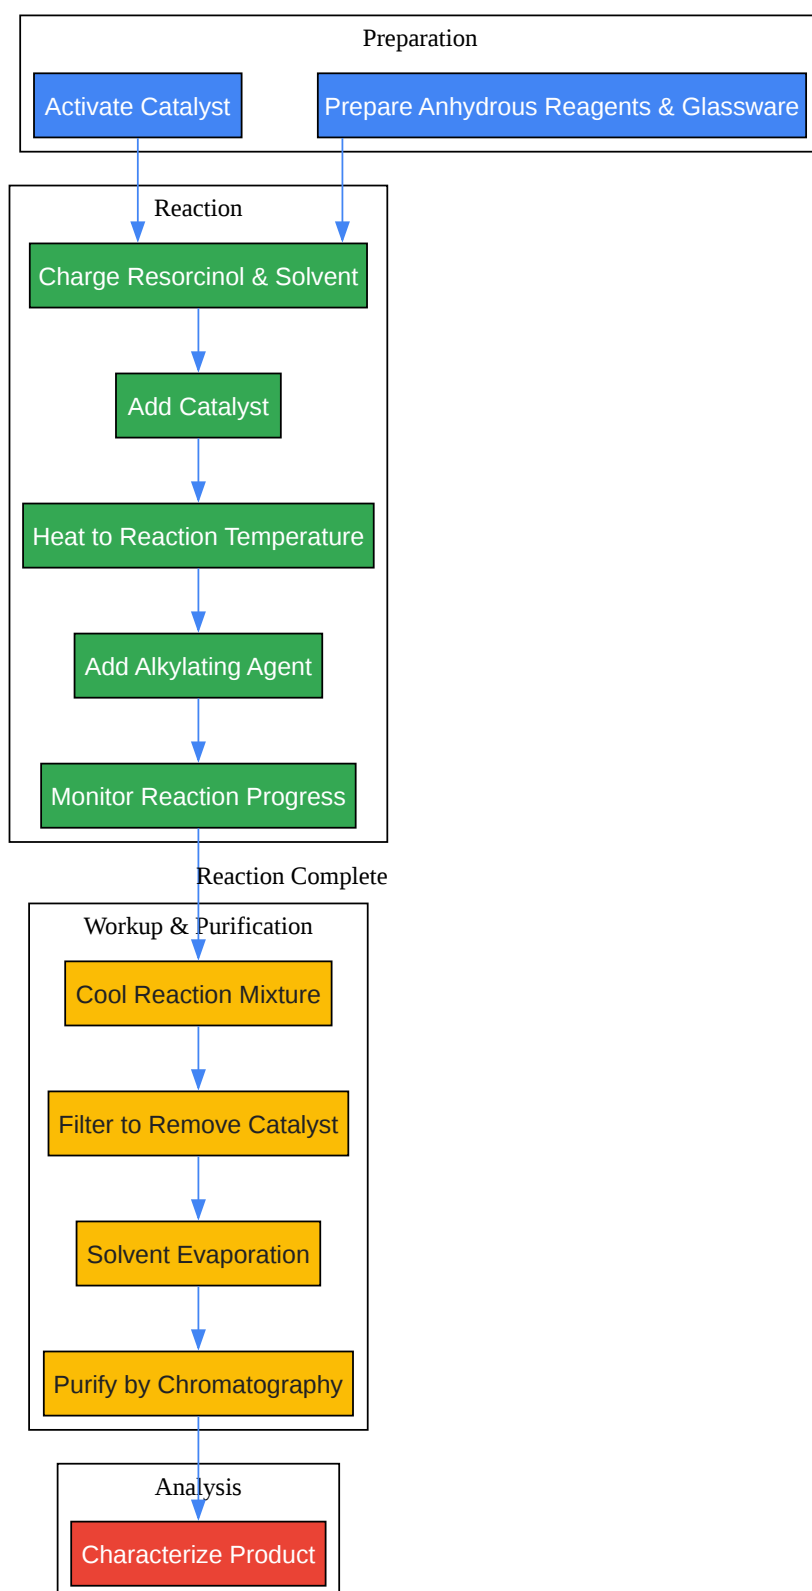 Preparation
Activate Catalyst
Prepare Anhydrous Reagents & Glassware
Reaction
Charge Resorcinol & Solvent
Add Catalyst
Heat to Reaction Temperature
Add Alkylating Agent
Monitor Reaction Progress
Reaction Complete
Workup & Purification
Cool Reaction Mixture
Filter to Remove Catalyst
Solvent Evaporation
Purify by Chromatography
Analysis
Characterize Product